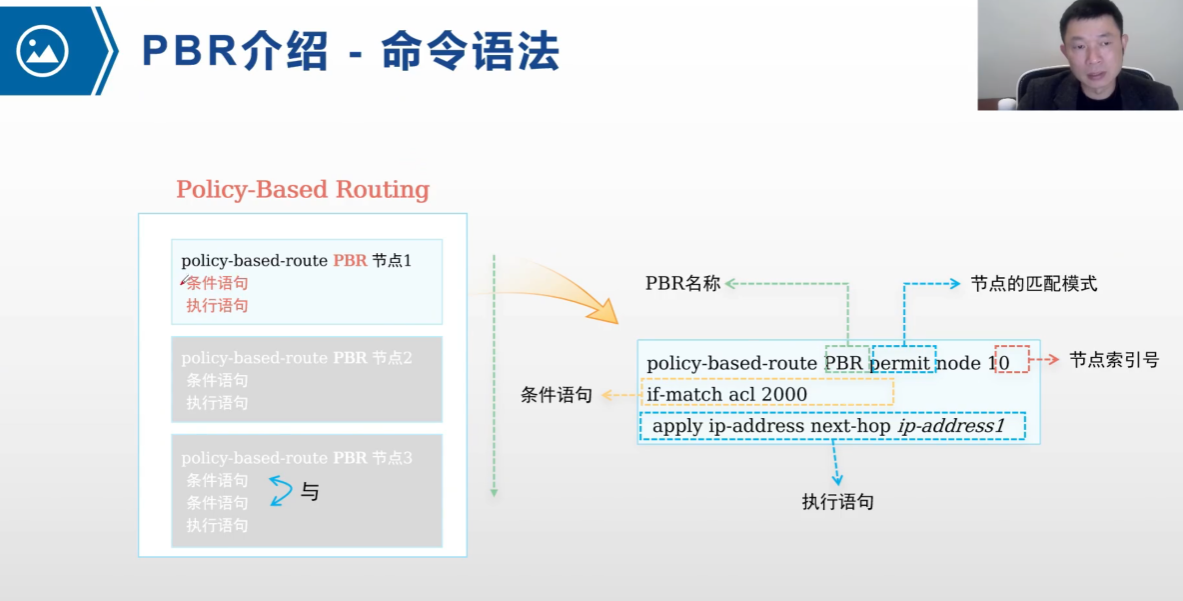 PBR介绍 - 命令语法
Policy-Based Routing
policy-based-route PBR 节点1
条件语句
执行语句
policy-based-route PBR 节点2
条件语句
执行语句
policy-based-route PBR 节点3
条件语句
条件语句
执行语句
与
PBR名称
节点的匹配模式
policy-based-route PBR permit node 10
节点索引号
条件语句
if-match acl 2000
apply ip-address next-hop ip-address1
执行语句